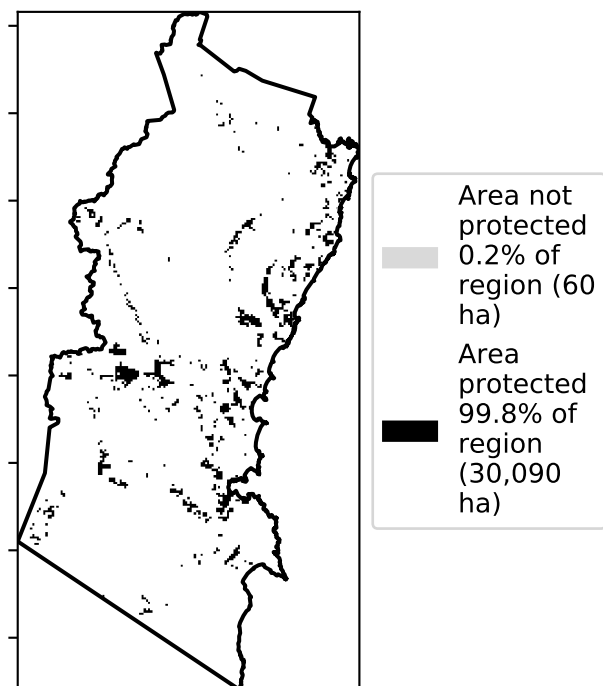 Area not
protected
0.2% of
region (60
ha)
Area
protected
99.8% of
region
(30,090
ha)